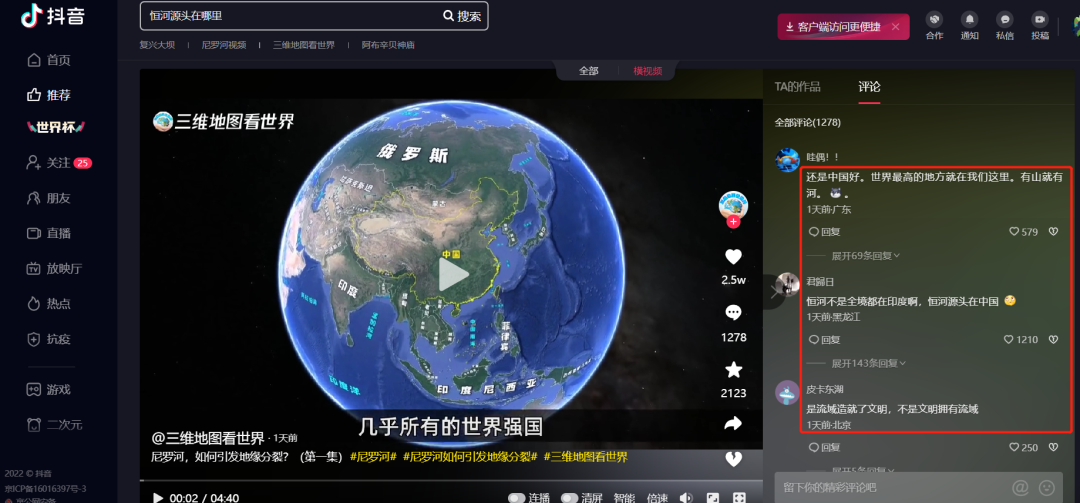 抖音
恒河源头在哪里
搜索
客户端访问更便捷
合作
通知
私信
投稿
复兴大坝
尼罗河视频
三维地图看世界
阿布辛贝神庙
首页
推荐
世界杯
关注 25
朋友
直播
放映厅
热点
抗疫
游戏
二次元
2022 © 抖音
京ICP备16016397号-3
全部
横视频
三维地图看世界
俄罗斯
蒙古
中国
印度
菲律宾
印度尼西亚
印度洋
2.5w
1278
2123
几乎所有的世界强国
@三维地图看世界 · 1天前
尼罗河，如何引发地缘分裂？（第一集）#尼罗河# #尼罗河如何引发地缘分裂# #三维地图看世界
00:02 / 04:40
连播
清屏
智能
倍速
TA的作品
评论
全部评论(1278)
哇偶！！
还是中国好。世界最高的地方就在我们这里。有山就有
河。 。
1天前·广东
回复
579
展开69条回复
君歸日
恒河不是全境都在印度啊，恒河源头在中国
1天前·黑龙江
回复
1210
展开143条回复
皮卡东湖
是流域造就了文明，不是文明拥有流域
1天前·北京
回复
250
展开5条回复
留下你的精彩评论吧